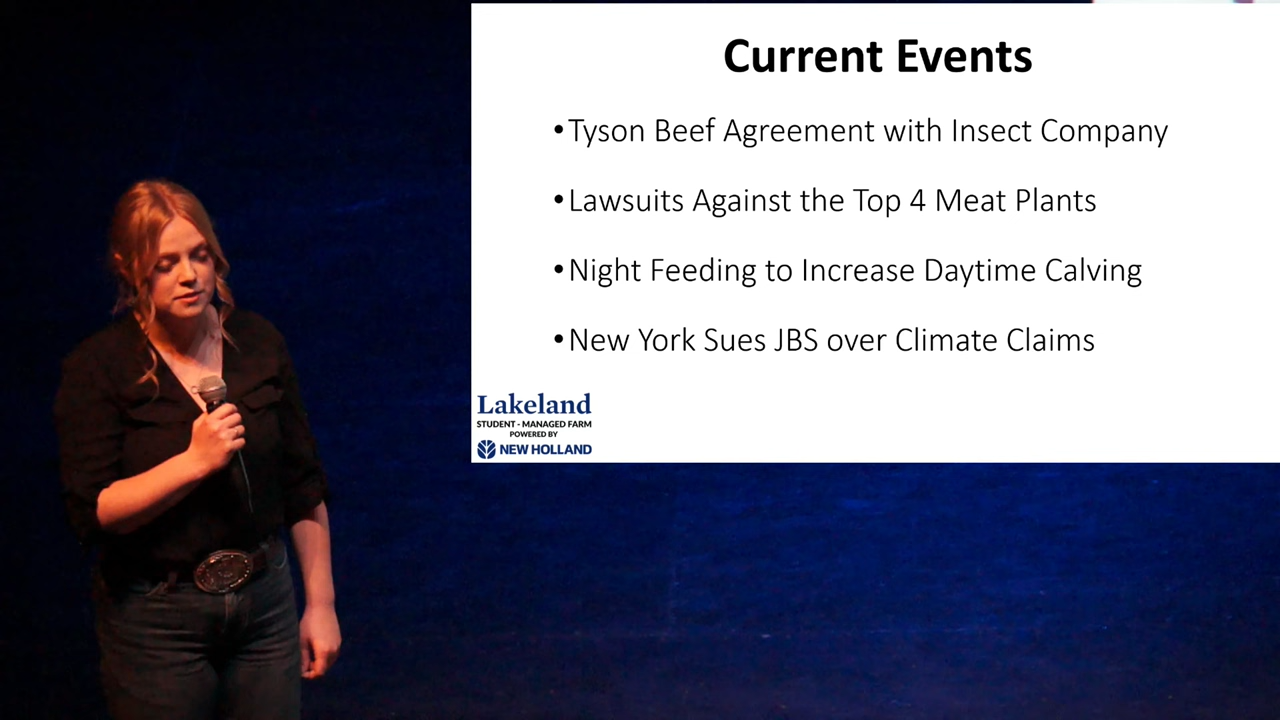 Current Events
•Tyson Beef Agreement with Insect Company
•Lawsuits Against the Top 4 Meat Plants
•Night Feeding to Increase Daytime Calving
•New York Sues JBS over Climate Claims
Lakeland
STUDENT - MANAGED FARM
POWERED BY
NEW HOLLAND